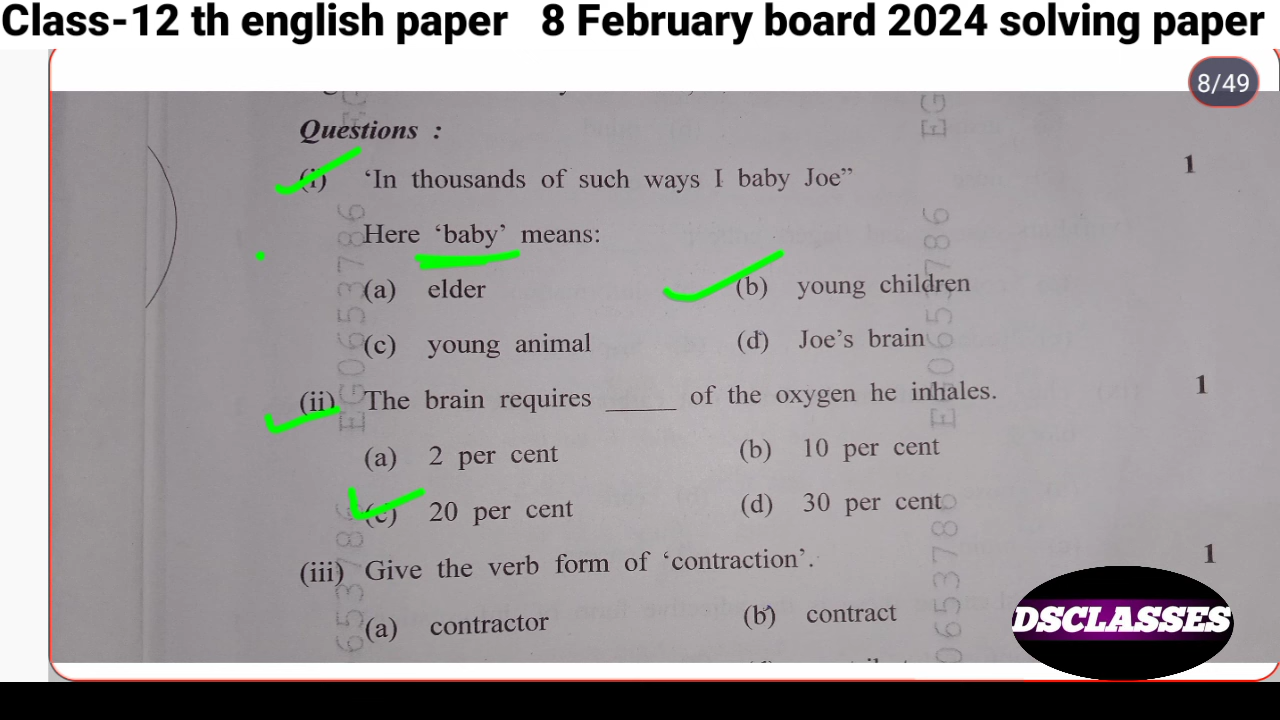 Class-12 th english paper 8 February board 2024 solving paper
8/49
Questions :
(i) ‘In thousands of such ways I baby Joe” 1
Here ‘baby’ means:
(a) elder (b) young children
(c) young animal (d) Joe’s brain
(ii) The brain requires _____ of the oxygen he inhales. 1
(a) 2 per cent (b) 10 per cent
(c) 20 per cent (d) 30 per cent
(iii) Give the verb form of ‘contraction’. 1
(a) contractor (b) contract
EG0653786
EG0653786
DSCLASSES